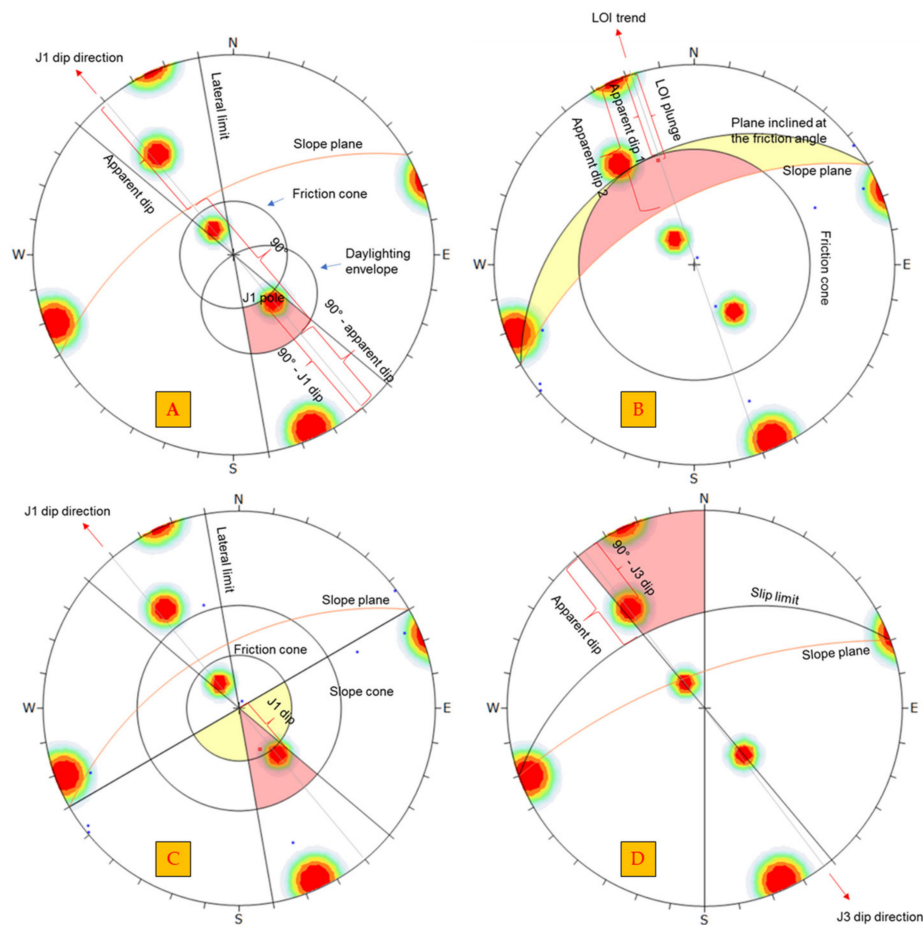 N
J1 dip direction
Lateral limit
Slope plane
Apparent dip
Friction cone
90°
W
E
Daylighting
envelope
J1 pole
90° - apparent dip
90° - J1 dip
A
S
LOI trend
N
Apparent dip 1
LOI plunge
Apparent dip 2
Plane inclined at
the friction angle
Slope plane
W
E
Friction cone
B
S
N
J1 dip direction
Lateral limit
Slope plane
Friction cone
Slope cone
J1 dip
W
E
C
S
N
90° - J3 dip
Apparent dip
Slip limit
Slope plane
W
E
D
S
J3 dip direction